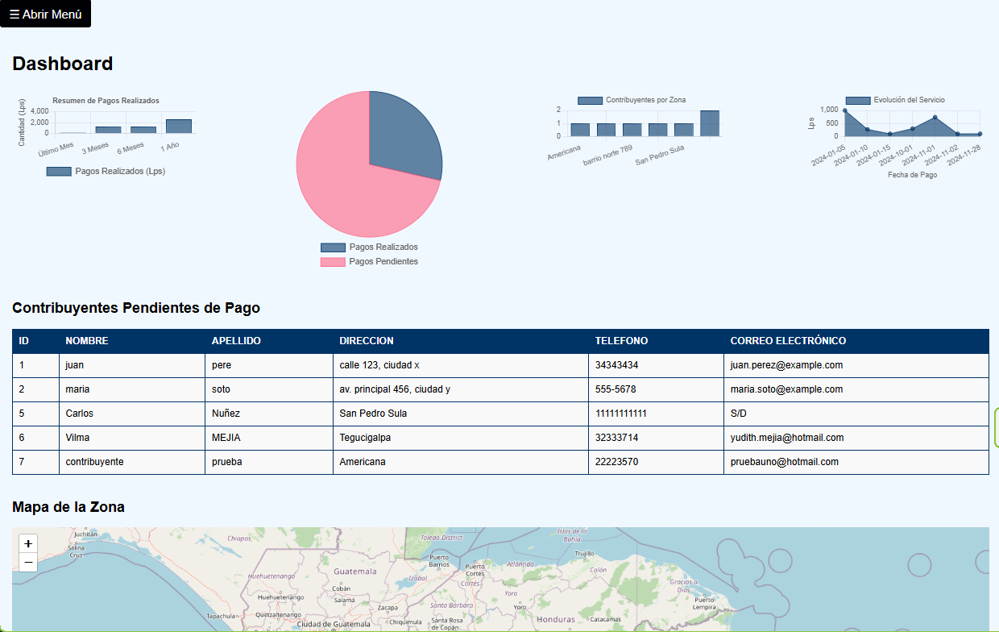 ☰ Abrir Menú
Dashboard
Resumen de Pagos Realizados
Cantidad (Lps)
4,000
2,000
0
Último Mes
3 Meses
6 Meses
1 Año
Pagos Realizados (Lps)
Pagos Realizados
Pagos Pendientes
Contribuyentes por Zona
2
1
0
Americana
barrio norte 789
San Pedro Sula
Evolución del Servicio
Lps
1,000
500
0
2024-01-05
2024-01-10
2024-01-15
2024-10-01
2024-11-01
2024-11-02
2024-11-28
Fecha de Pago
Contribuyentes Pendientes de Pago
ID NOMBRE APELLIDO DIRECCION TELEFONO CORREO ELECTRÓNICO
1 juan pere calle 123, ciudad x 34343434 juan.perez@example.com
2 maria soto av. principal 456, ciudad y 555-5678 maria.soto@example.com
5 Carlos Nuñez San Pedro Sula 11111111111 S/D
6 Vilma MEJIA Tegucigalpa 32333714 yudith.mejia@hotmail.com
7 contribuyente prueba Americana 22223570 pruebauno@hotmail.com
Mapa de la Zona
+
−
Juchitán
Salina
Cruz
Chiapas
Toledo District
Islas de la
Bahía
Huehuetenango
Guatemala
Cobán
Salamá
Huehuetenango
Quetzaltenango
Tapachula
Ciudad de Guatemala
Zacapa
Chiquimula
Izabal
Puerto
Barrios
Puerto
Cortés
Cortés
Atlántida
Trujillo
Colón
Yoro
Yoro
Santa Bárbara
Santa Rosa
de Copán
Honduras
Catacamas
Gracias a
Dios
Puerto
Lempira